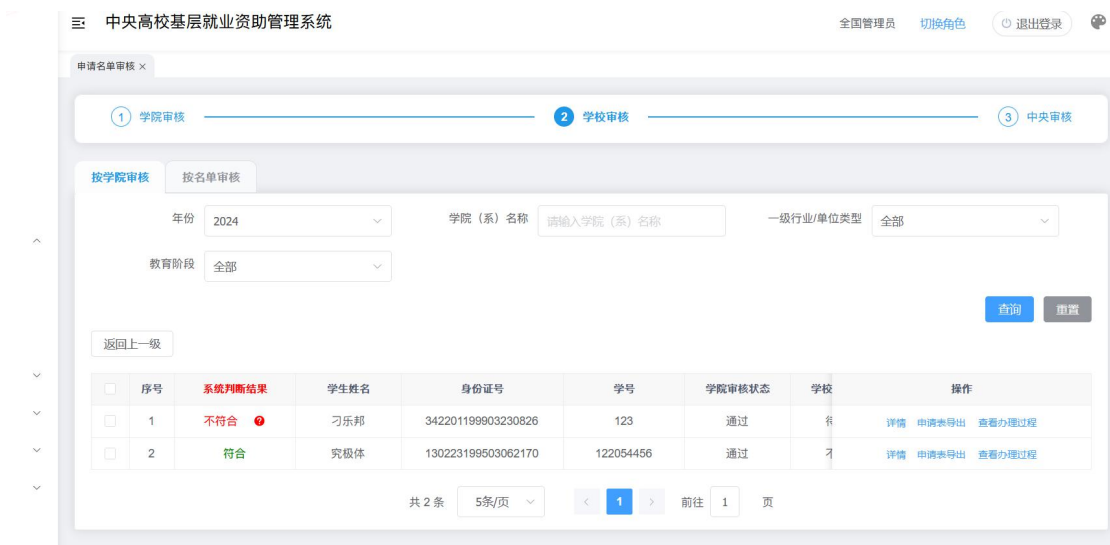 中央高校基层就业资助管理系统 全国管理员 切换角色 退出登录
申请名单审核 ×
1 学院审核 2 学校审核 3 中央审核
按学院审核 按名单审核
年份 2024 学院（系）名称 请输入学院（系）名称 一级行业/单位类型 全部
教育阶段 全部
查询 重置
返回上一级
序号 系统判断结果 学生姓名 身份证号 学号 学院审核状态 学校 操作
1 不符合 ? 刁乐邦 342201199903230826 123 通过 详情 申请表导出 查看办理过程
2 符合 究极体 130223199503062170 122054456 通过 详情 申请表导出 查看办理过程
共 2 条 5条/页 < 1 > 前往 1 页